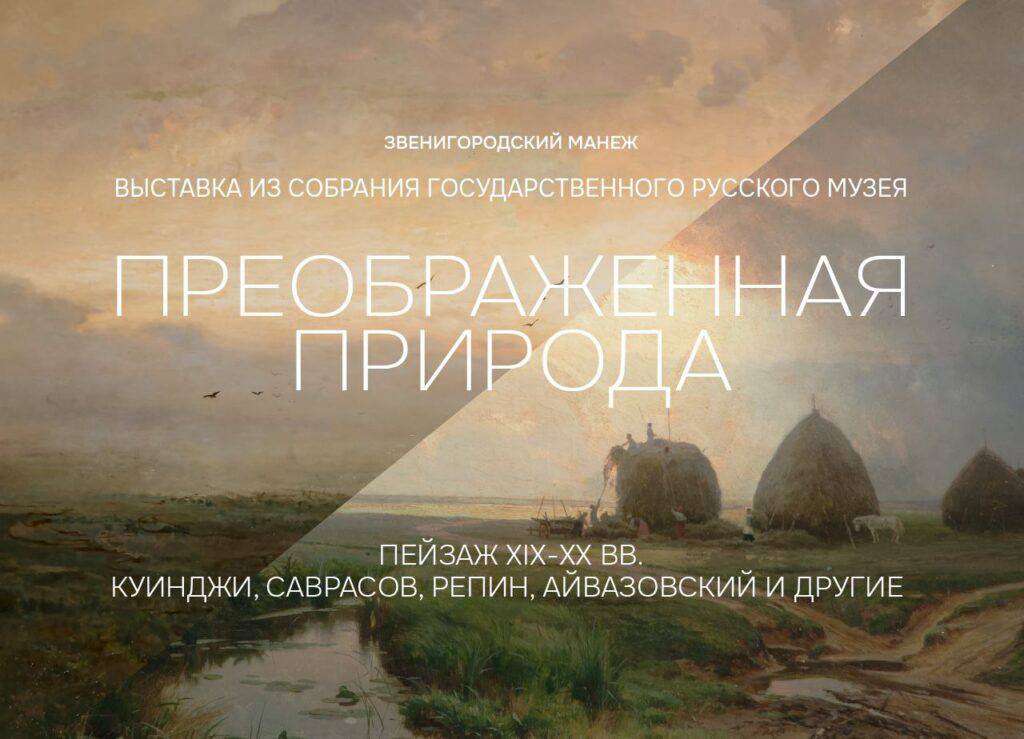 ЗВЕНИГОРОДСКИЙ МАНЕЖ
ВЫСТАВКА ИЗ СОБРАНИЯ ГОСУДАРСТВЕННОГО РУССКОГО МУЗЕЯ
ПРЕОБРАЖЕННАЯ
ПРИРОДА
ПЕЙЗАЖ XIX-XX ВВ.
КУИНДЖИ, САВРАСОВ, РЕПИН, АЙВАЗОВСКИЙ И ДРУГИЕ